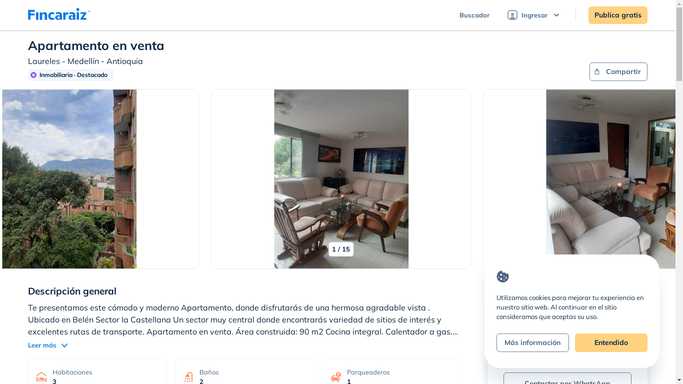 Fincaraiz
Buscador
Ingresar
Publica gratis
Apartamento en venta
Laureles - Medellín - Antioquia
Inmobiliaria · Destacado
Compartir
1 / 15
Descripción general
Te presentamos este cómodo y moderno Apartamento, donde disfrutarás de una hermosa agradable vista .
Ubicado en Belén Sector la Castellana Un sector muy central donde encontrarás variedad de sitios de interés y
excelentes rutas de transporte. Apartamento en venta. Área construida: 90 m2 Cocina integral. Calentador a gas....
Leer más
Habitaciones
3
Baños
2
Parqueaderos
1
Utilizamos cookies para mejorar tu experiencia en
nuestro sitio web. Al continuar en el sitio
consideramos que aceptas su uso.
Más información
Entendido
Contactar por WhatsApp